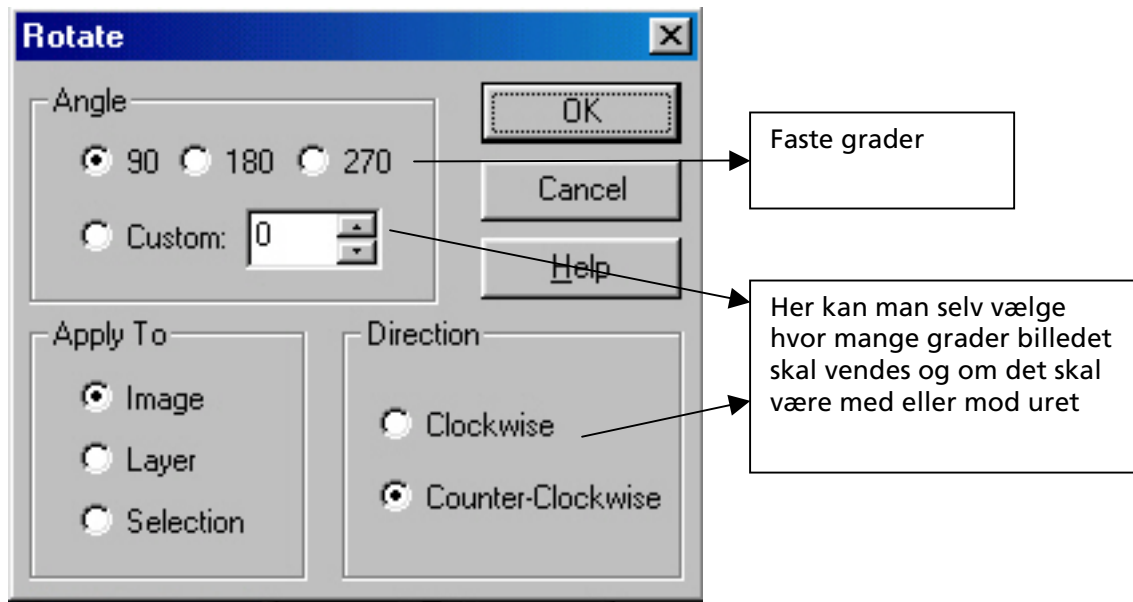 Rotate
Angle
90 180 270
Custom: 0
OK
Cancel
Help
Apply To
Image
Layer
Selection
Direction
Clockwise
Counter-Clockwise
Faste grader
Her kan man selv vælge
hvor mange grader billedet
skal vendes og om det skal
være med eller mod uret